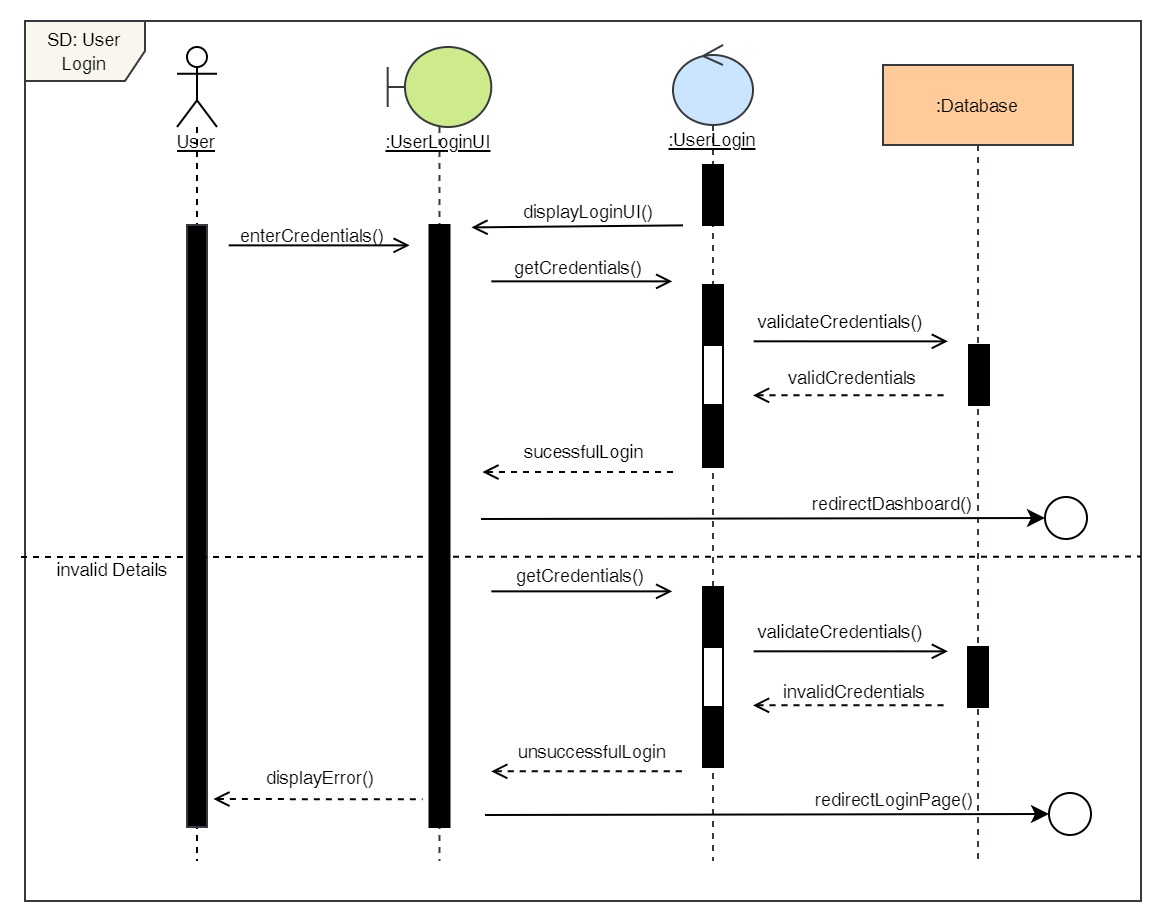 SD: User
Login
User
:UserLoginUI
:UserLogin
:Database
displayLoginUI()
enterCredentials()
getCredentials()
validateCredentials()
validCredentials
sucessfulLogin
redirectDashboard()
invalid Details
getCredentials()
validateCredentials()
invalidCredentials
unsuccessfulLogin
displayError()
redirectLoginPage()